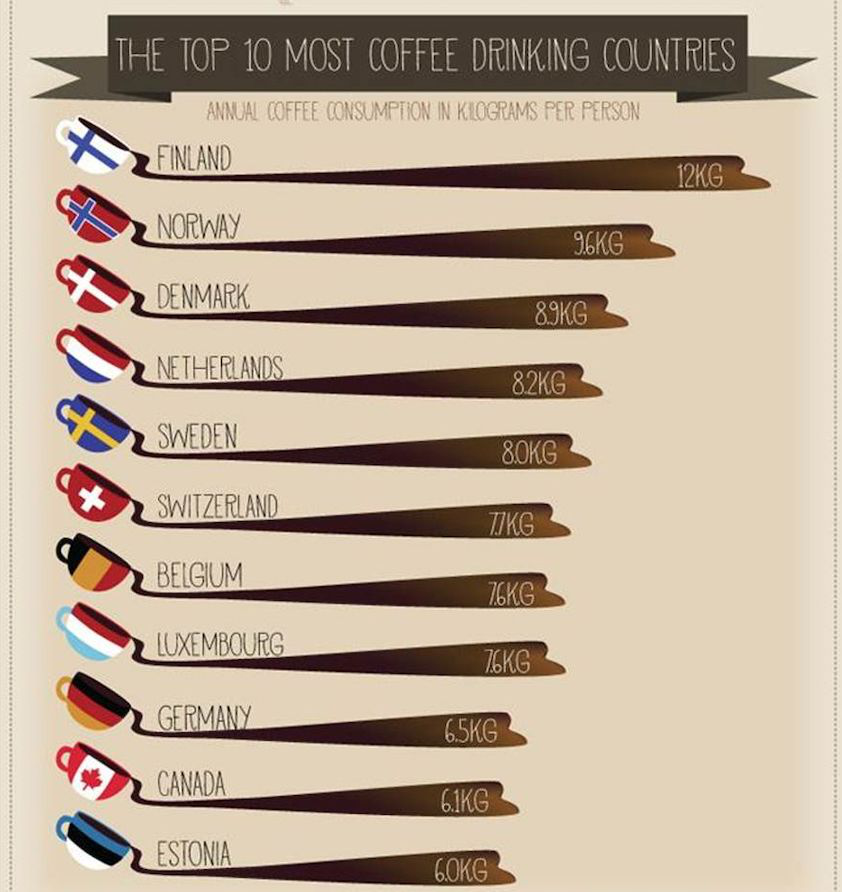 THE TOP 10 MOST COFFEE DRINKING COUNTRIES
ANNUAL COFFEE CONSUMPTION IN KILOGRAMS PER PERSON
FINLAND
12KG
NORWAY
9.6KG
DENMARK
8.9KG
NETHERLANDS
8.2KG
SWEDEN
8.0KG
SWITZERLAND
7.7KG
BELGIUM
7.6KG
LUXEMBOURG
7.6KG
GERMANY
6.5KG
CANADA
6.1KG
ESTONIA
6.0KG